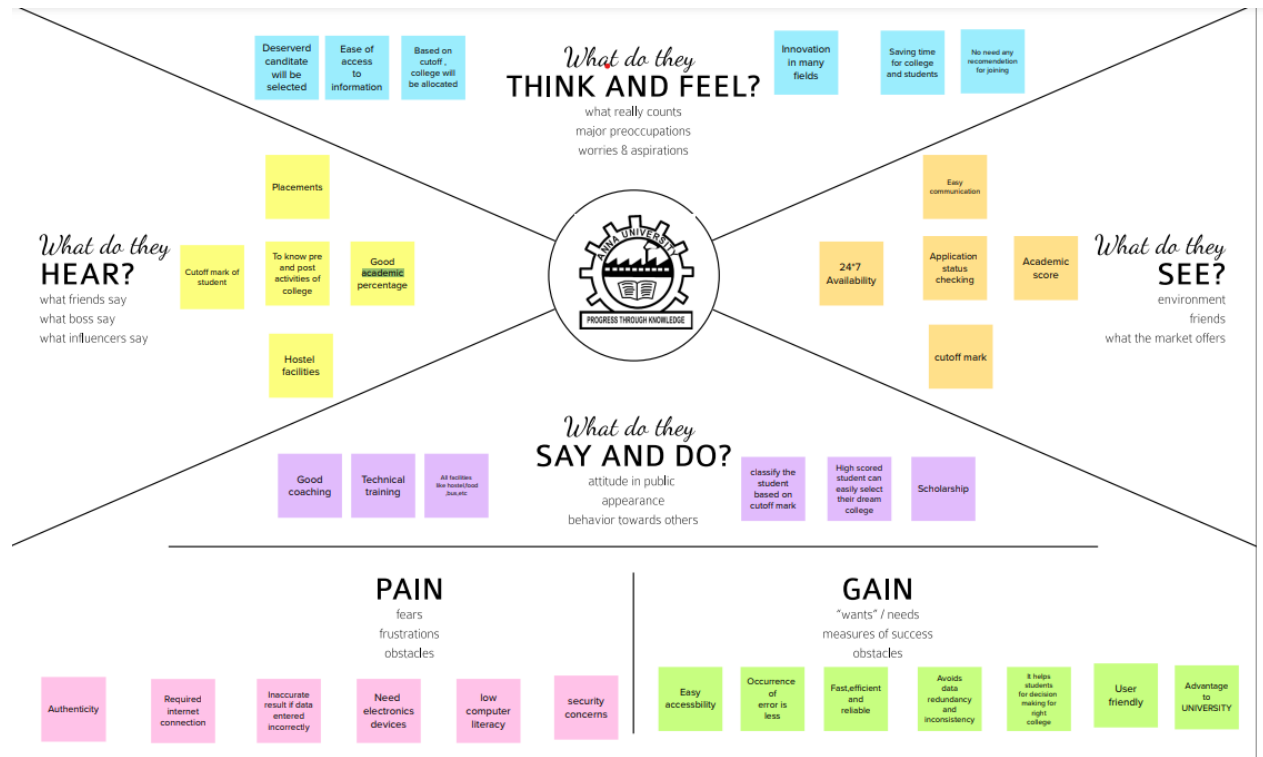 What do they
THINK AND FEEL?
what really counts
major preoccupations
worries & aspirations
Deserverd
canditate
will be
selected
Ease of
access
to
information
Based on
cutoff ,
college will
be allocated
Innovation
in many
fields
Saving time
for college
and students
No need any
recomendetion
for joining
What do they
HEAR?
what friends say
what boss say
what influencers say
Placements
Cutoff mark of
student
To know pre
and post
activities of
college
Good
academic
percentage
Hostel
facilities
ANNA UNIVERSITY
PROGRESS THROUGH KNOWLEDGE
What do they
SEE?
environment
friends
what the market offers
Easy
communication
24*7
Availability
Application
status
checking
Academic
score
cutoff mark
What do they
SAY AND DO?
attitude in public
appearance
behavior towards others
Good
coaching
Technical
training
All facilities
like hostel,food
,bus,etc
classify the
student
based on
cutoff mark
High scored
student can
easily select
their dream
college
Scholarship
PAIN
fears
frustrations
obstacles
Authenticity
Required
internet
connection
Inaccurate
result if data
entered
incorrectly
Need
electronics
devices
low
computer
literacy
security
concerns
GAIN
“wants” / needs
measures of success
obstacles
Easy
accessbility
Occurrence
of
error is
less
Fast,efficient
and
reliable
Avoids
data
redundancy
and
inconsistency
It helps
students
for decision
making for
right
college
User
friendly
Advantage
to
UNIVERSITY